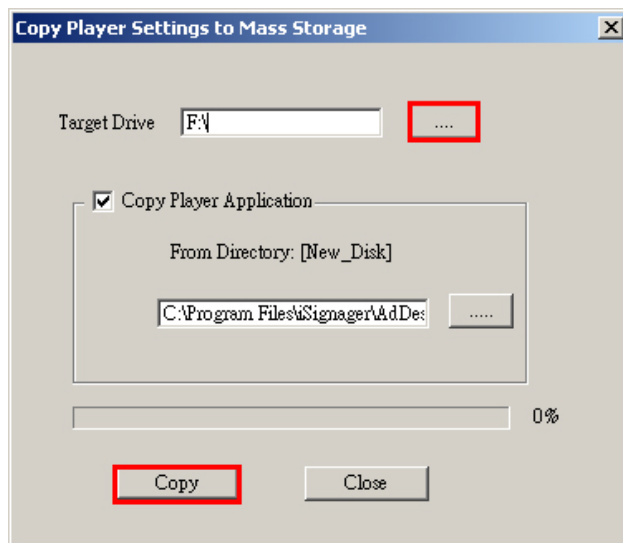 Copy Player Settings to Mass Storage
Target Drive F:\ ....
Copy Player Application
From Directory: [New_Disk]
C:\Program Files\iSignager\AdDes .....
0%
Copy Close